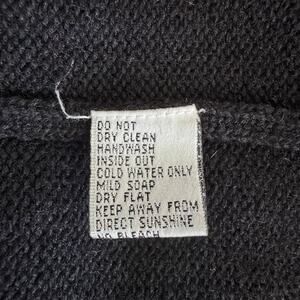 DO NOT
DRY CLEAN
HANDWASH
INSIDE OUT
COLD WATER ONLY
MILD SOAP
DRY FLAT
KEEP AWAY FROM
DIRECT SUNSHINE
NO BLEACH